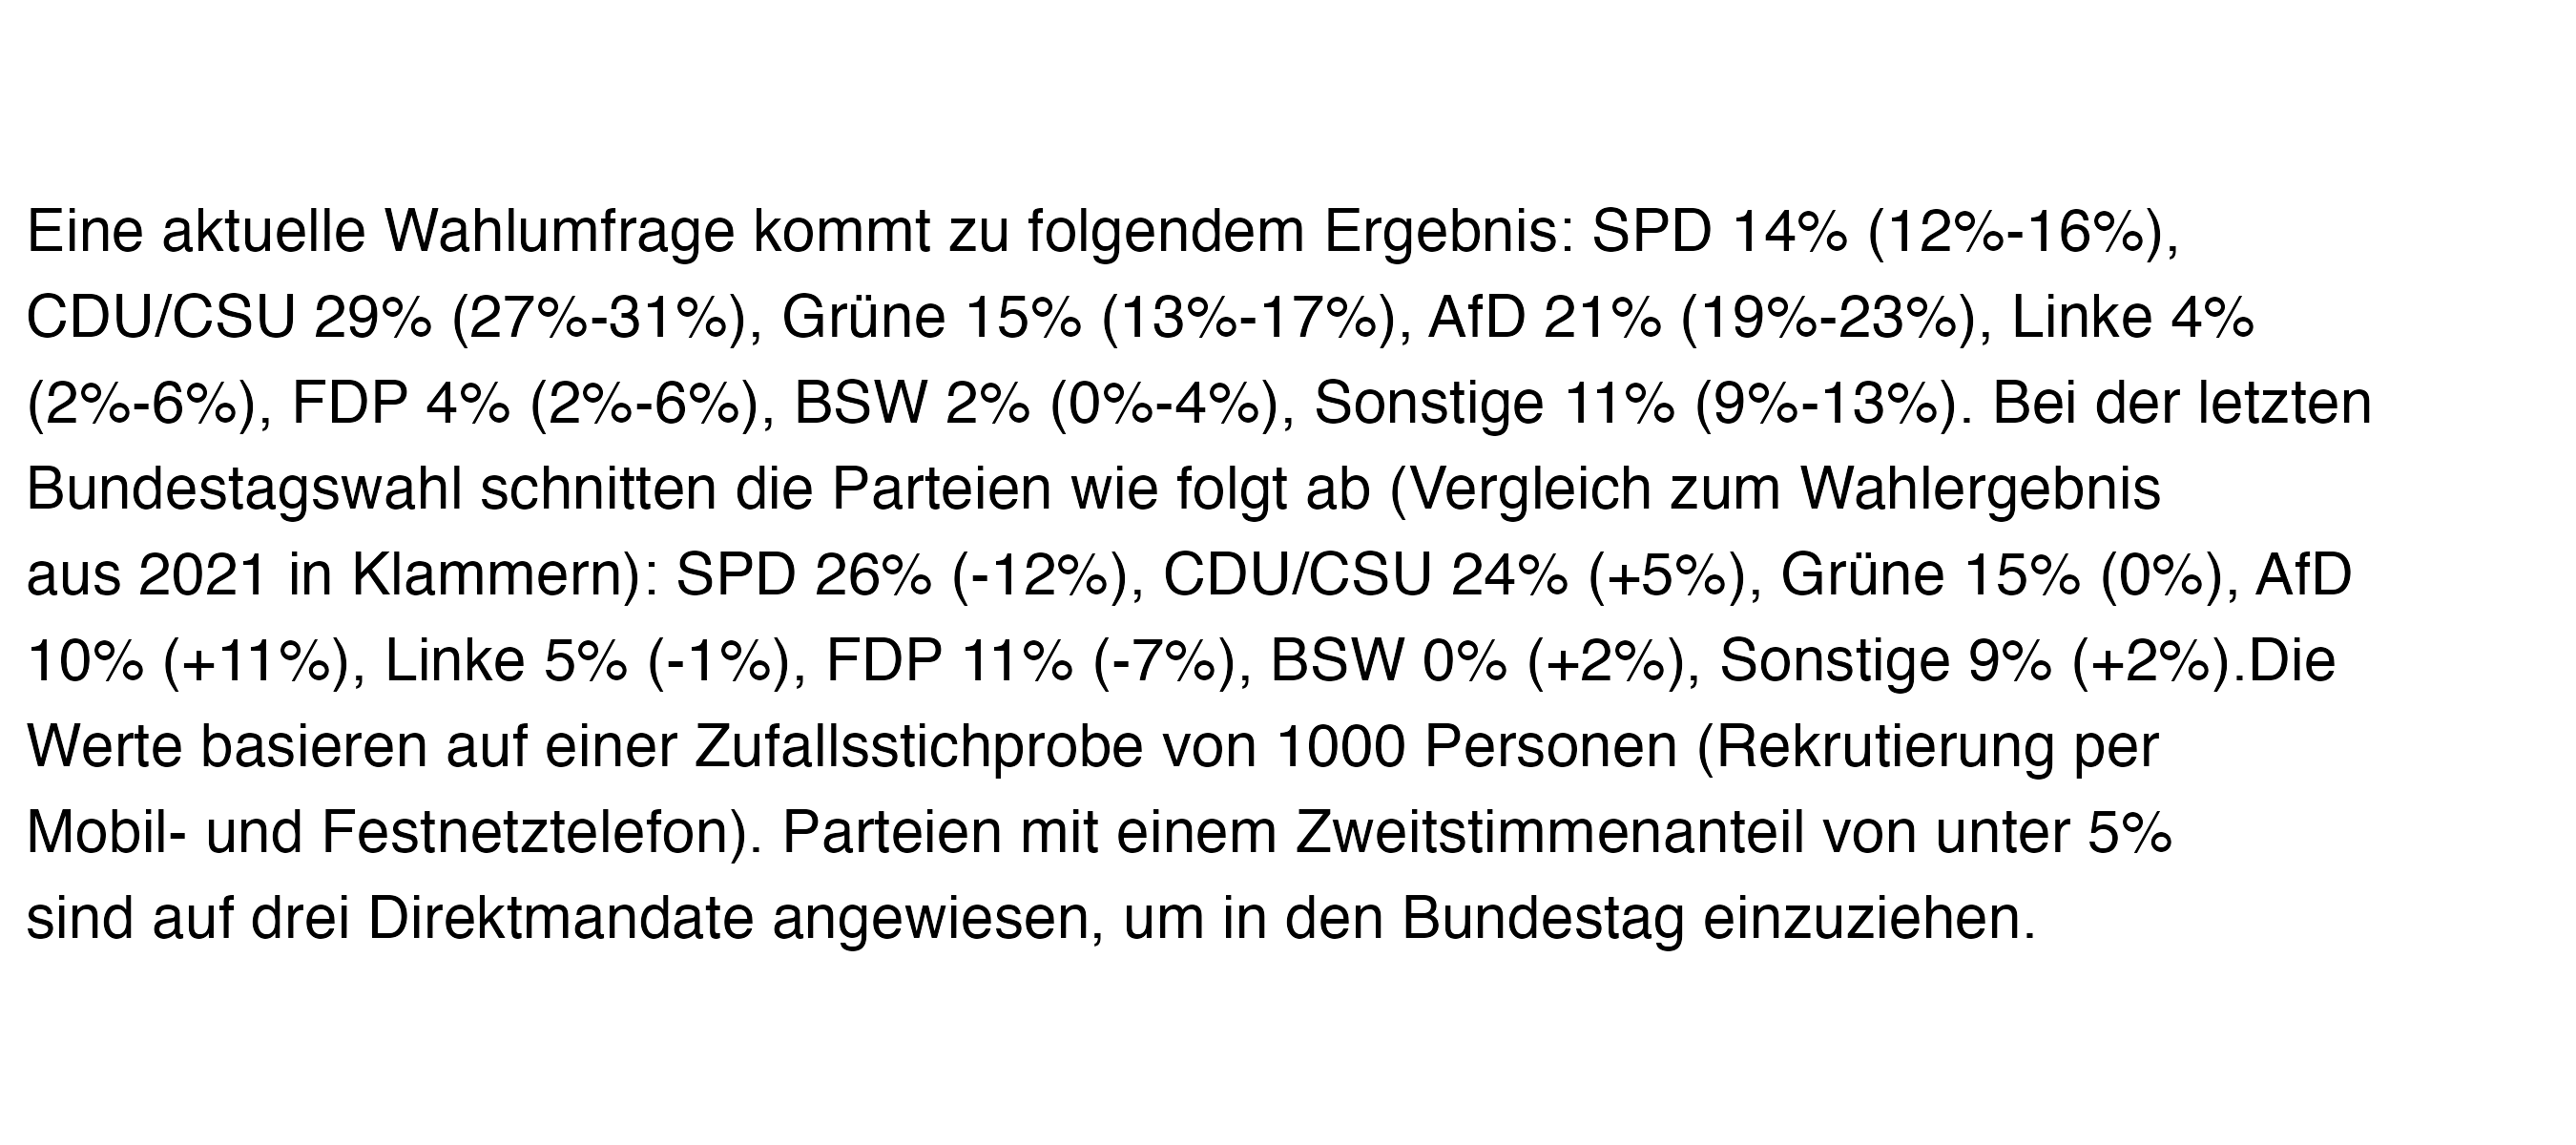 Eine aktuelle Wahlumfrage kommt zu folgendem Ergebnis: SPD 14% (12%-16%),
CDU/CSU 29% (27%-31%), Grüne 15% (13%-17%), AfD 21% (19%-23%), Linke 4%
(2%-6%), FDP 4% (2%-6%), BSW 2% (0%-4%), Sonstige 11% (9%-13%). Bei der letzten
Bundestagswahl schnitten die Parteien wie folgt ab (Vergleich zum Wahlergebnis
aus 2021 in Klammern): SPD 26% (-12%), CDU/CSU 24% (+5%), Grüne 15% (0%), AfD
10% (+11%), Linke 5% (-1%), FDP 11% (-7%), BSW 0% (+2%), Sonstige 9% (+2%).Die
Werte basieren auf einer Zufallsstichprobe von 1000 Personen (Rekrutierung per
Mobil- und Festnetztelefon). Parteien mit einem Zweitstimmenanteil von unter 5%
sind auf drei Direktmandate angewiesen, um in den Bundestag einzuziehen.